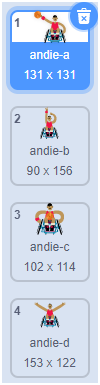 1
andie-a
131 × 131
2
andie-b
90 × 156
3
andie-c
102 × 114
4
andie-d
153 × 122